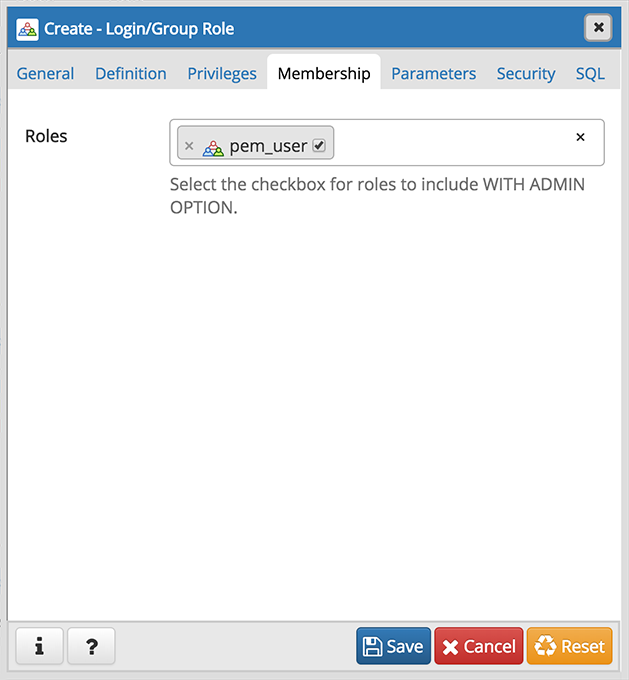 Create - Login/Group Role
General Definition Privileges Membership Parameters Security SQL
Roles
pem_user
Select the checkbox for roles to include WITH ADMIN
OPTION.
i ? Save Cancel Reset